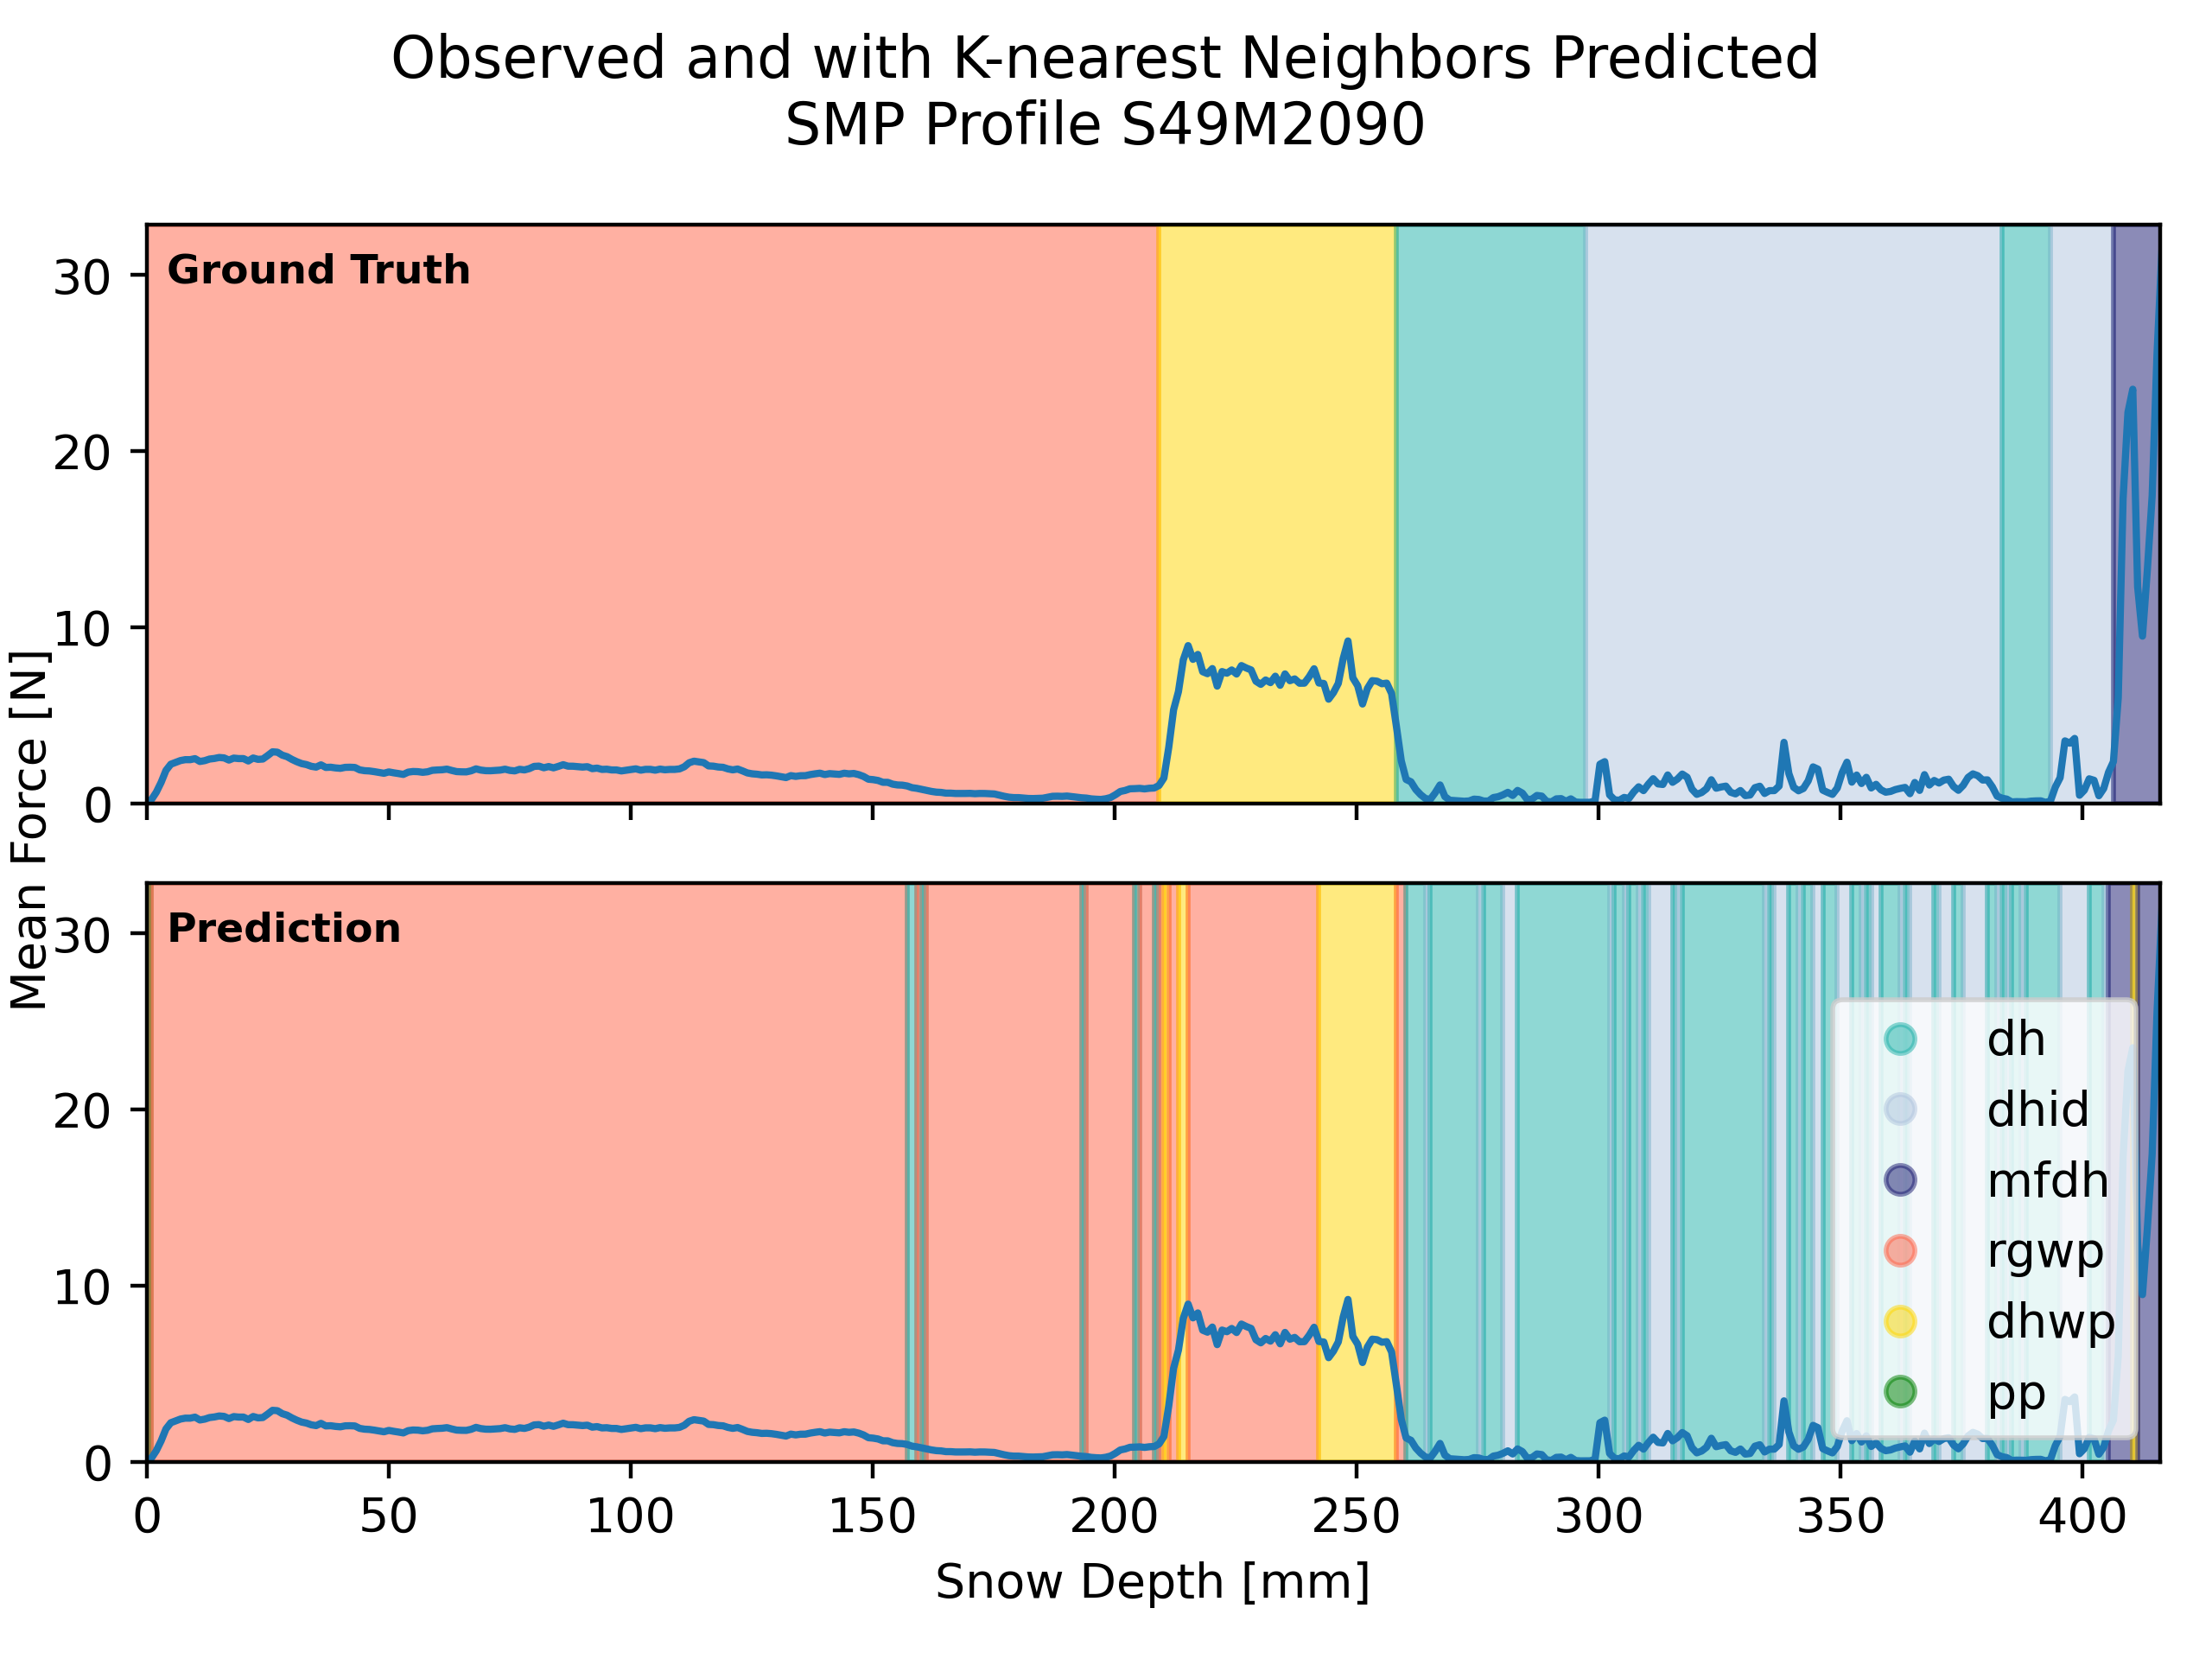 Observed and with K-nearest Neighbors Predicted
SMP Profile S49M2090
Mean Force [N]
30
20
10
0
Ground Truth
30
20
10
0
Prediction
dh
dhid
mfdh
rgwp
dhwp
pp
0 50 100 150 200 250 300 350 400
Snow Depth [mm]